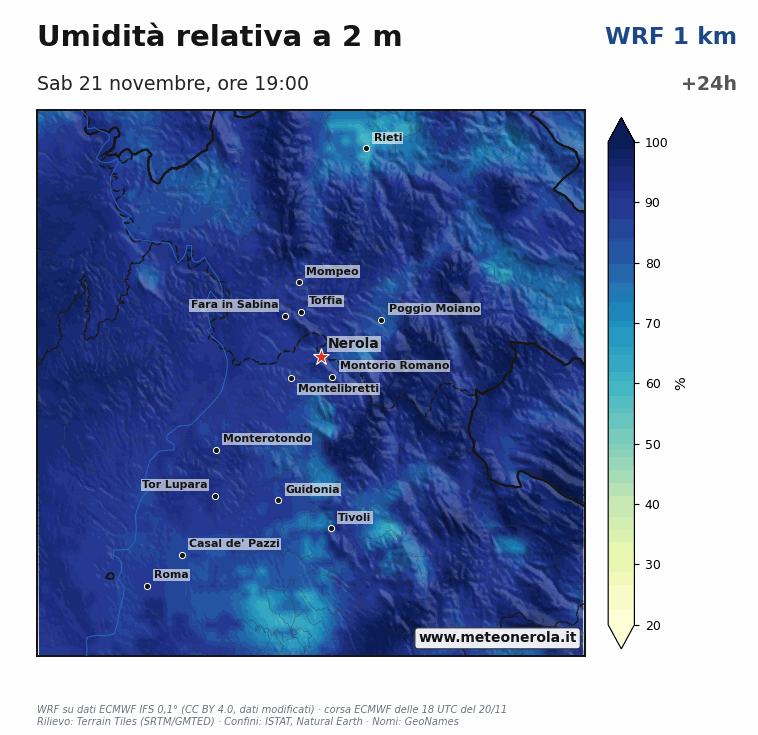 Umidità relativa a 2 m
WRF 1 km
Sab 21 novembre, ore 19:00
+24h
Rieti
Mompeo
Toffia
Fara in Sabina
Poggio Moiano
Nerola
Montorio Romano
Montelibretti
Monterotondo
Tor Lupara
Guidonia
Tivoli
Casal de' Pazzi
Roma
www.meteonerola.it
100
90
80
70
60
50
40
30
20
%
WRF su dati ECMWF IFS 0,1° (CC BY 4.0, dati modificati) · corsa ECMWF delle 18 UTC del 20/11
Rilievo: Terrain Tiles (SRTM/GMTED) · Confini: ISTAT, Natural Earth · Nomi: GeoNames